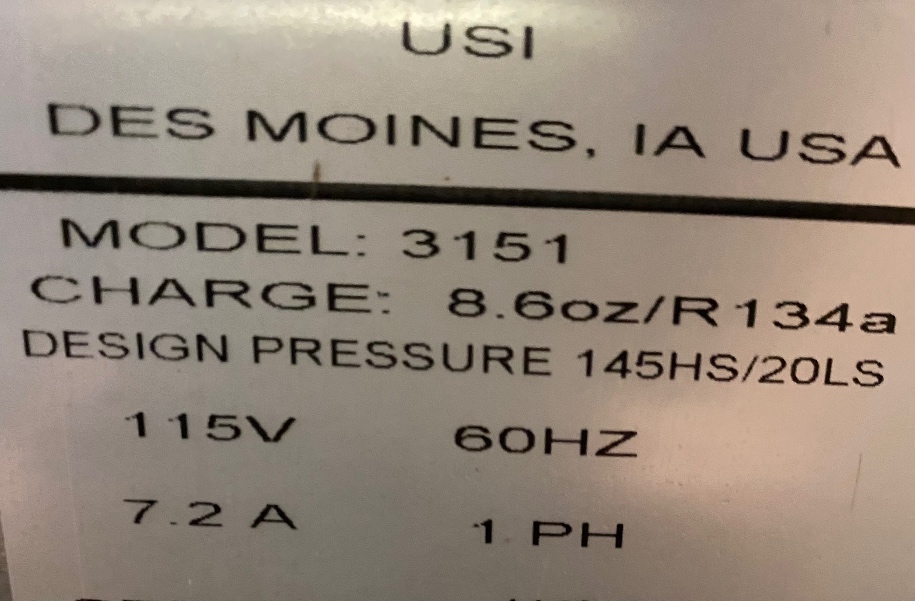 USI
DES MOINES, IA USA
MODEL: 3151
CHARGE: 8.6oz/R134a
DESIGN PRESSURE 145HS/20LS
115V 60HZ
7.2 A 1 PH